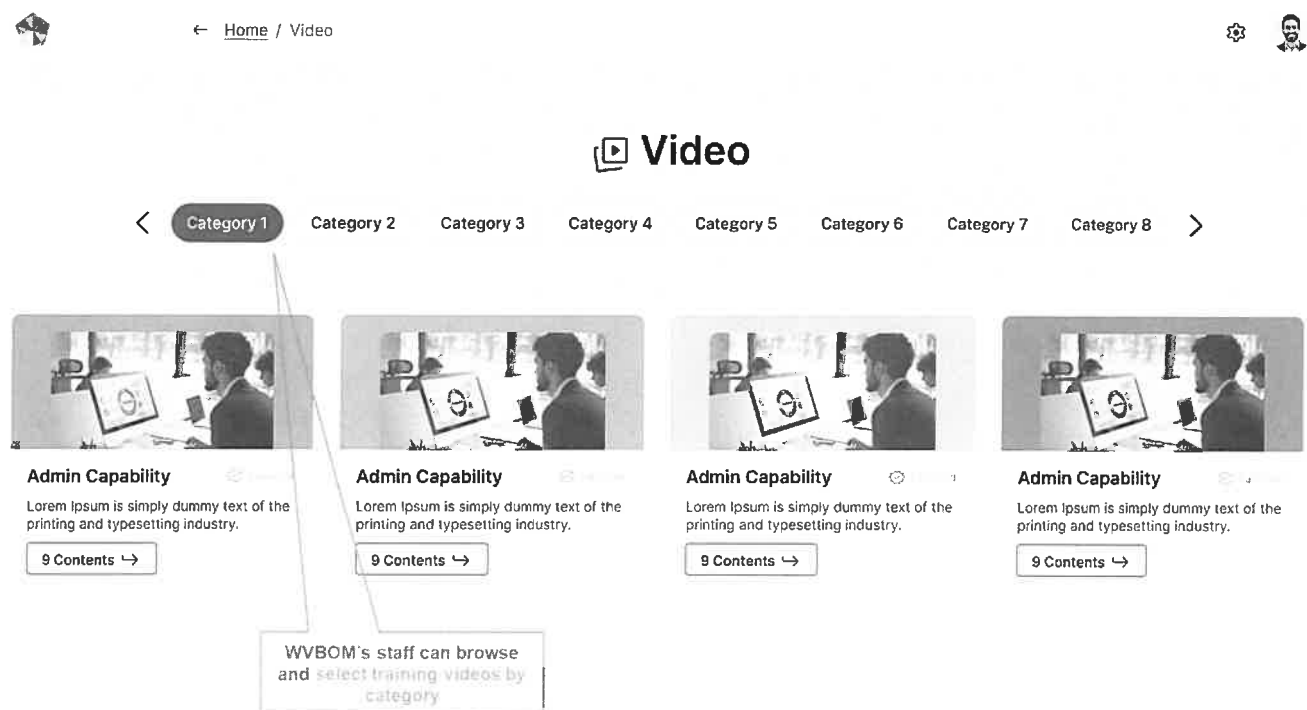 ← Home / Video
Video
Category 1 Category 2 Category 3 Category 4 Category 5 Category 6 Category 7 Category 8
Admin Capability
Lorem Ipsum is simply dummy text of the
printing and typesetting industry.
9 Contents ↪
Admin Capability
Lorem Ipsum is simply dummy text of the
printing and typesetting industry.
9 Contents ↪
Admin Capability
Lorem Ipsum is simply dummy text of the
printing and typesetting industry.
9 Contents ↪
Admin Capability
Lorem Ipsum is simply dummy text of the
printing and typesetting industry.
9 Contents ↪
WVBOM's staff can browse
and select training videos by
category